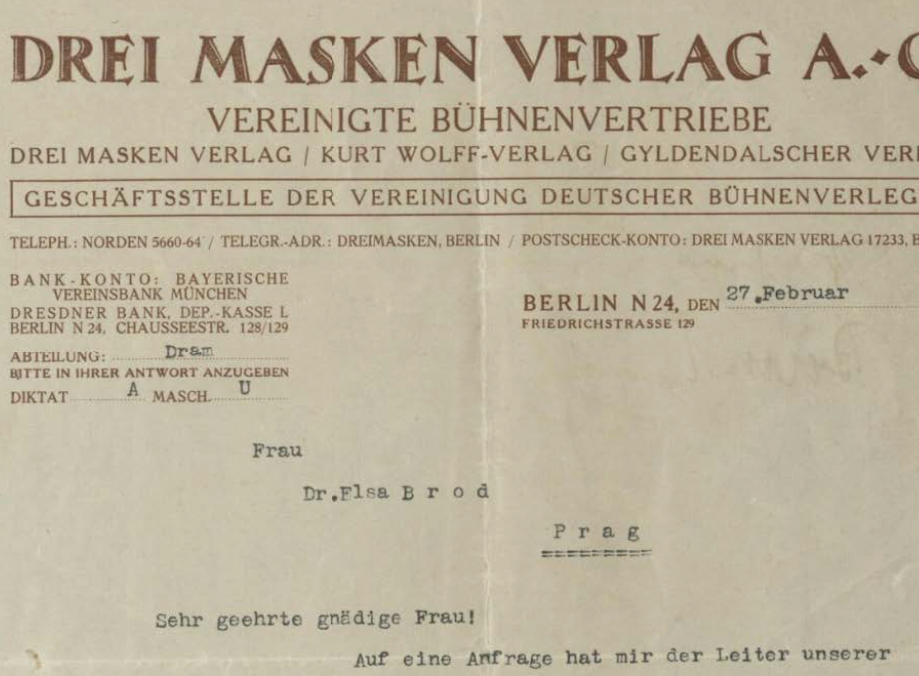 DREI MASKEN VERLAG A.-
VEREINIGTE BÜHNENVERTRIEBE
DREI MASKEN VERLAG / KURT WOLFF-VERLAG / GYLDENDALSCHER VER
GESCHÄFTSSTELLE DER VEREINIGUNG DEUTSCHER BÜHNENVERLEG
TELEPH.: NORDEN 5660-64 / TELEGR.-ADR.: DREIMASKEN, BERLIN / POSTSCHECK-KONTO: DREI MASKEN VERLAG 17233, B
BANK-KONTO: BAYERISCHE
VEREINSBANK MÜNCHEN
DRESDNER BANK, DEP.-KASSE L
BERLIN N 24, CHAUSSEESTR. 128/129
BERLIN N 24, DEN 27.Februar
FRIEDRICHSTRASSE 129
ABTEILUNG: Dram
BITTE IN IHRER ANTWORT ANZUGEBEN
DIKTAT A MASCH. U
Frau
Dr.Elsa B r o d
P r a g
Sehr geehrte gnädige Frau!
Auf eine Anfrage hat mir der Leiter unserer